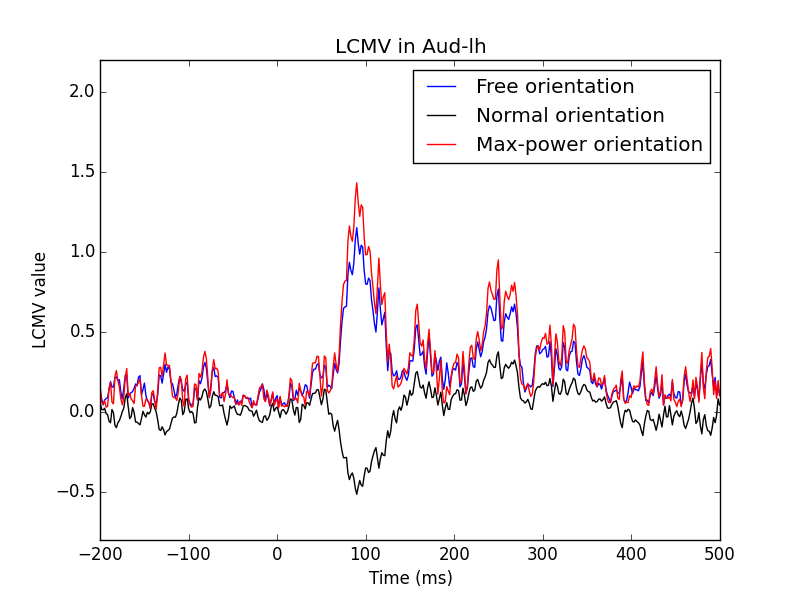 LCMV in Aud-lh
Free orientation
Normal orientation
Max-power orientation
LCMV value
2.0
1.5
1.0
0.5
0.0
−0.5
−200 −100 0 100 200 300 400 500
Time (ms)